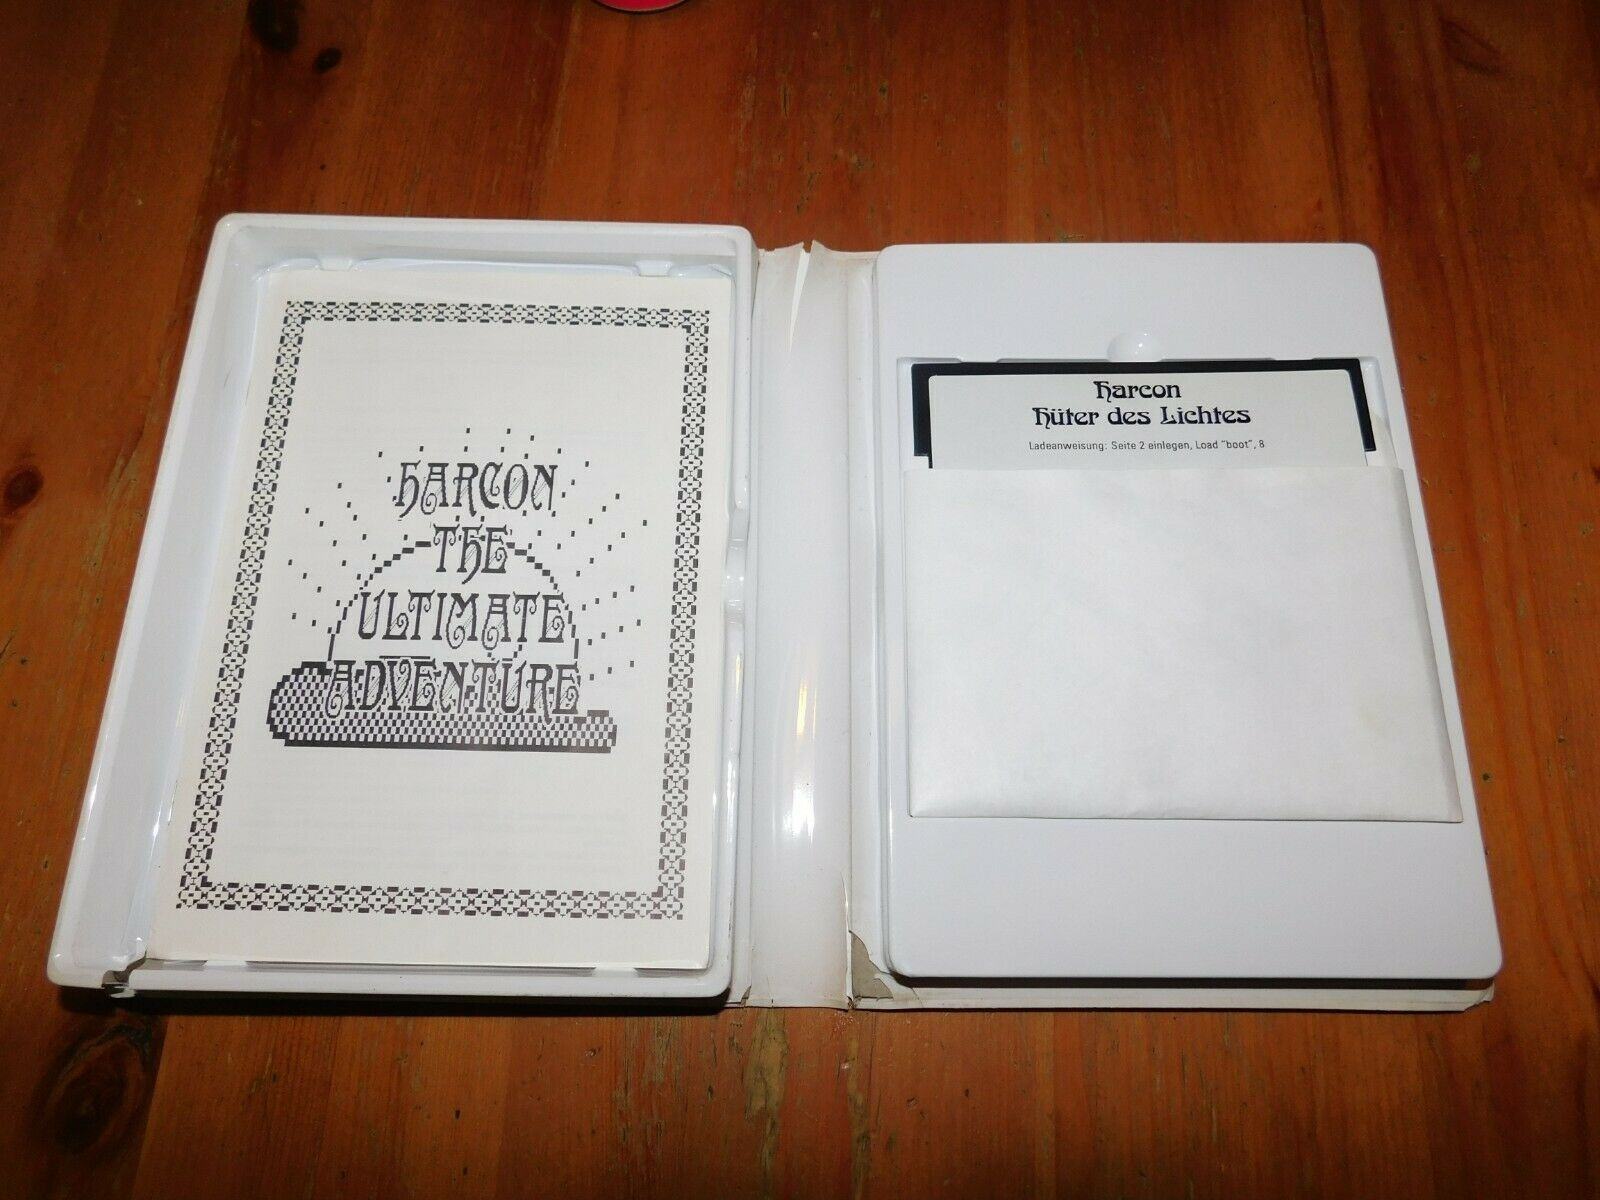 HARCON
THE
ULTIMATE
ADVENTURE
Harcon
Hüter des Lichtes
Ladeanweisung: Seite 2 einlegen, Load "boot", 8